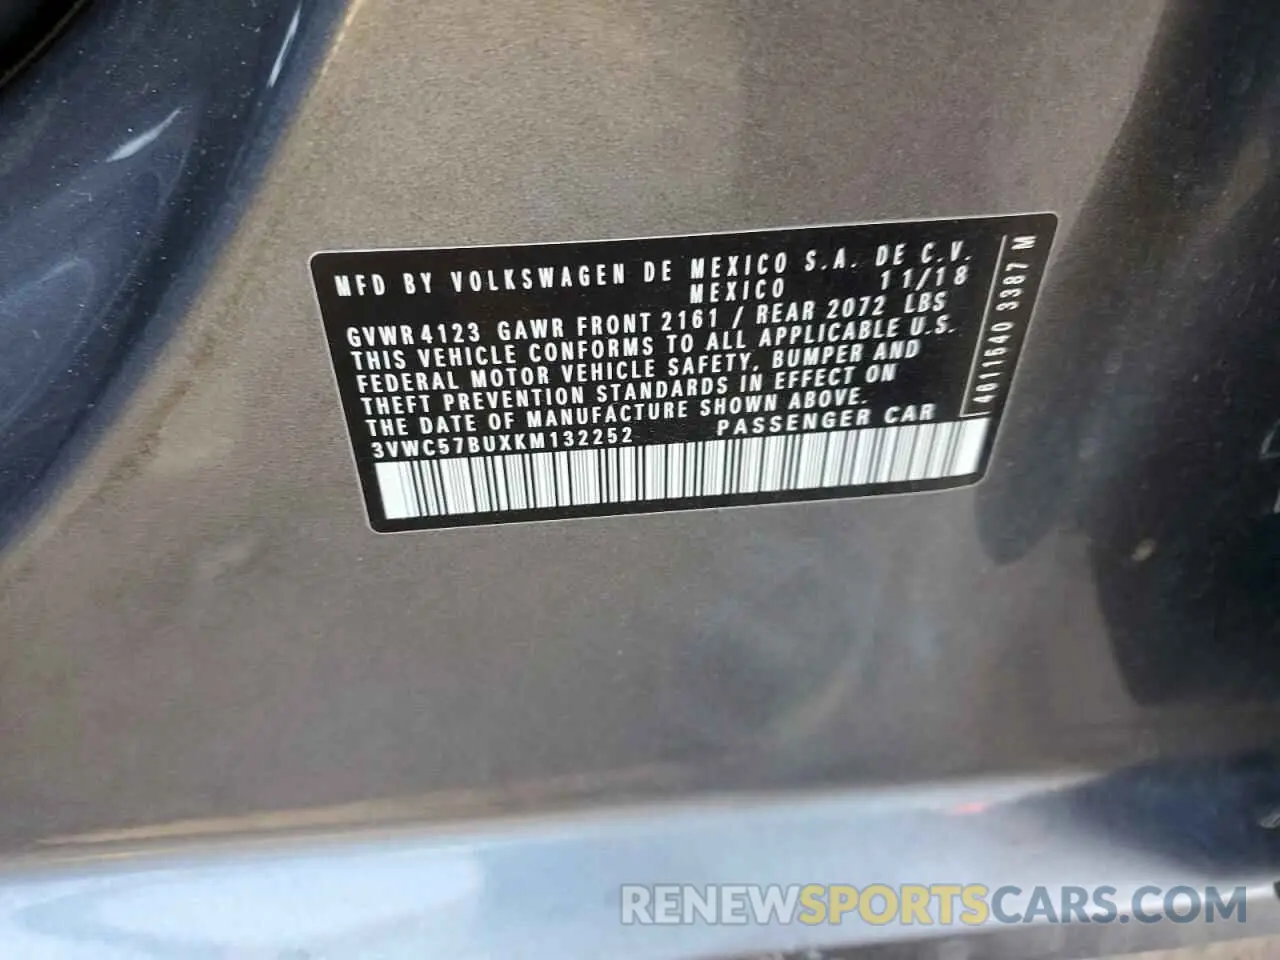 MFD BY VOLKSWAGEN DE MEXICO S.A. DE C.V.
MEXICO 11/18
GVWR 4123 GAWR FRONT 2161 / REAR 2072 LBS
THIS VEHICLE CONFORMS TO ALL APPLICABLE U.S.
FEDERAL MOTOR VEHICLE SAFETY, BUMPER AND
THEFT PREVENTION STANDARDS IN EFFECT ON
THE DATE OF MANUFACTURE SHOWN ABOVE.
3VWC57BUXKM132252 PASSENGER CAR
4611640 3387 M
RENEWSPORTSCARS.COM